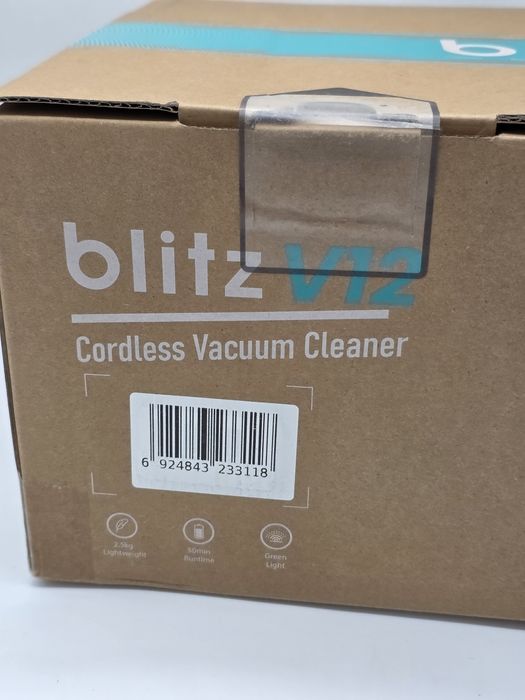 b
blitz V12
Cordless Vacuum Cleaner
6 924843 233118
2.5kg
Lightweight
Runtime
Green
Light